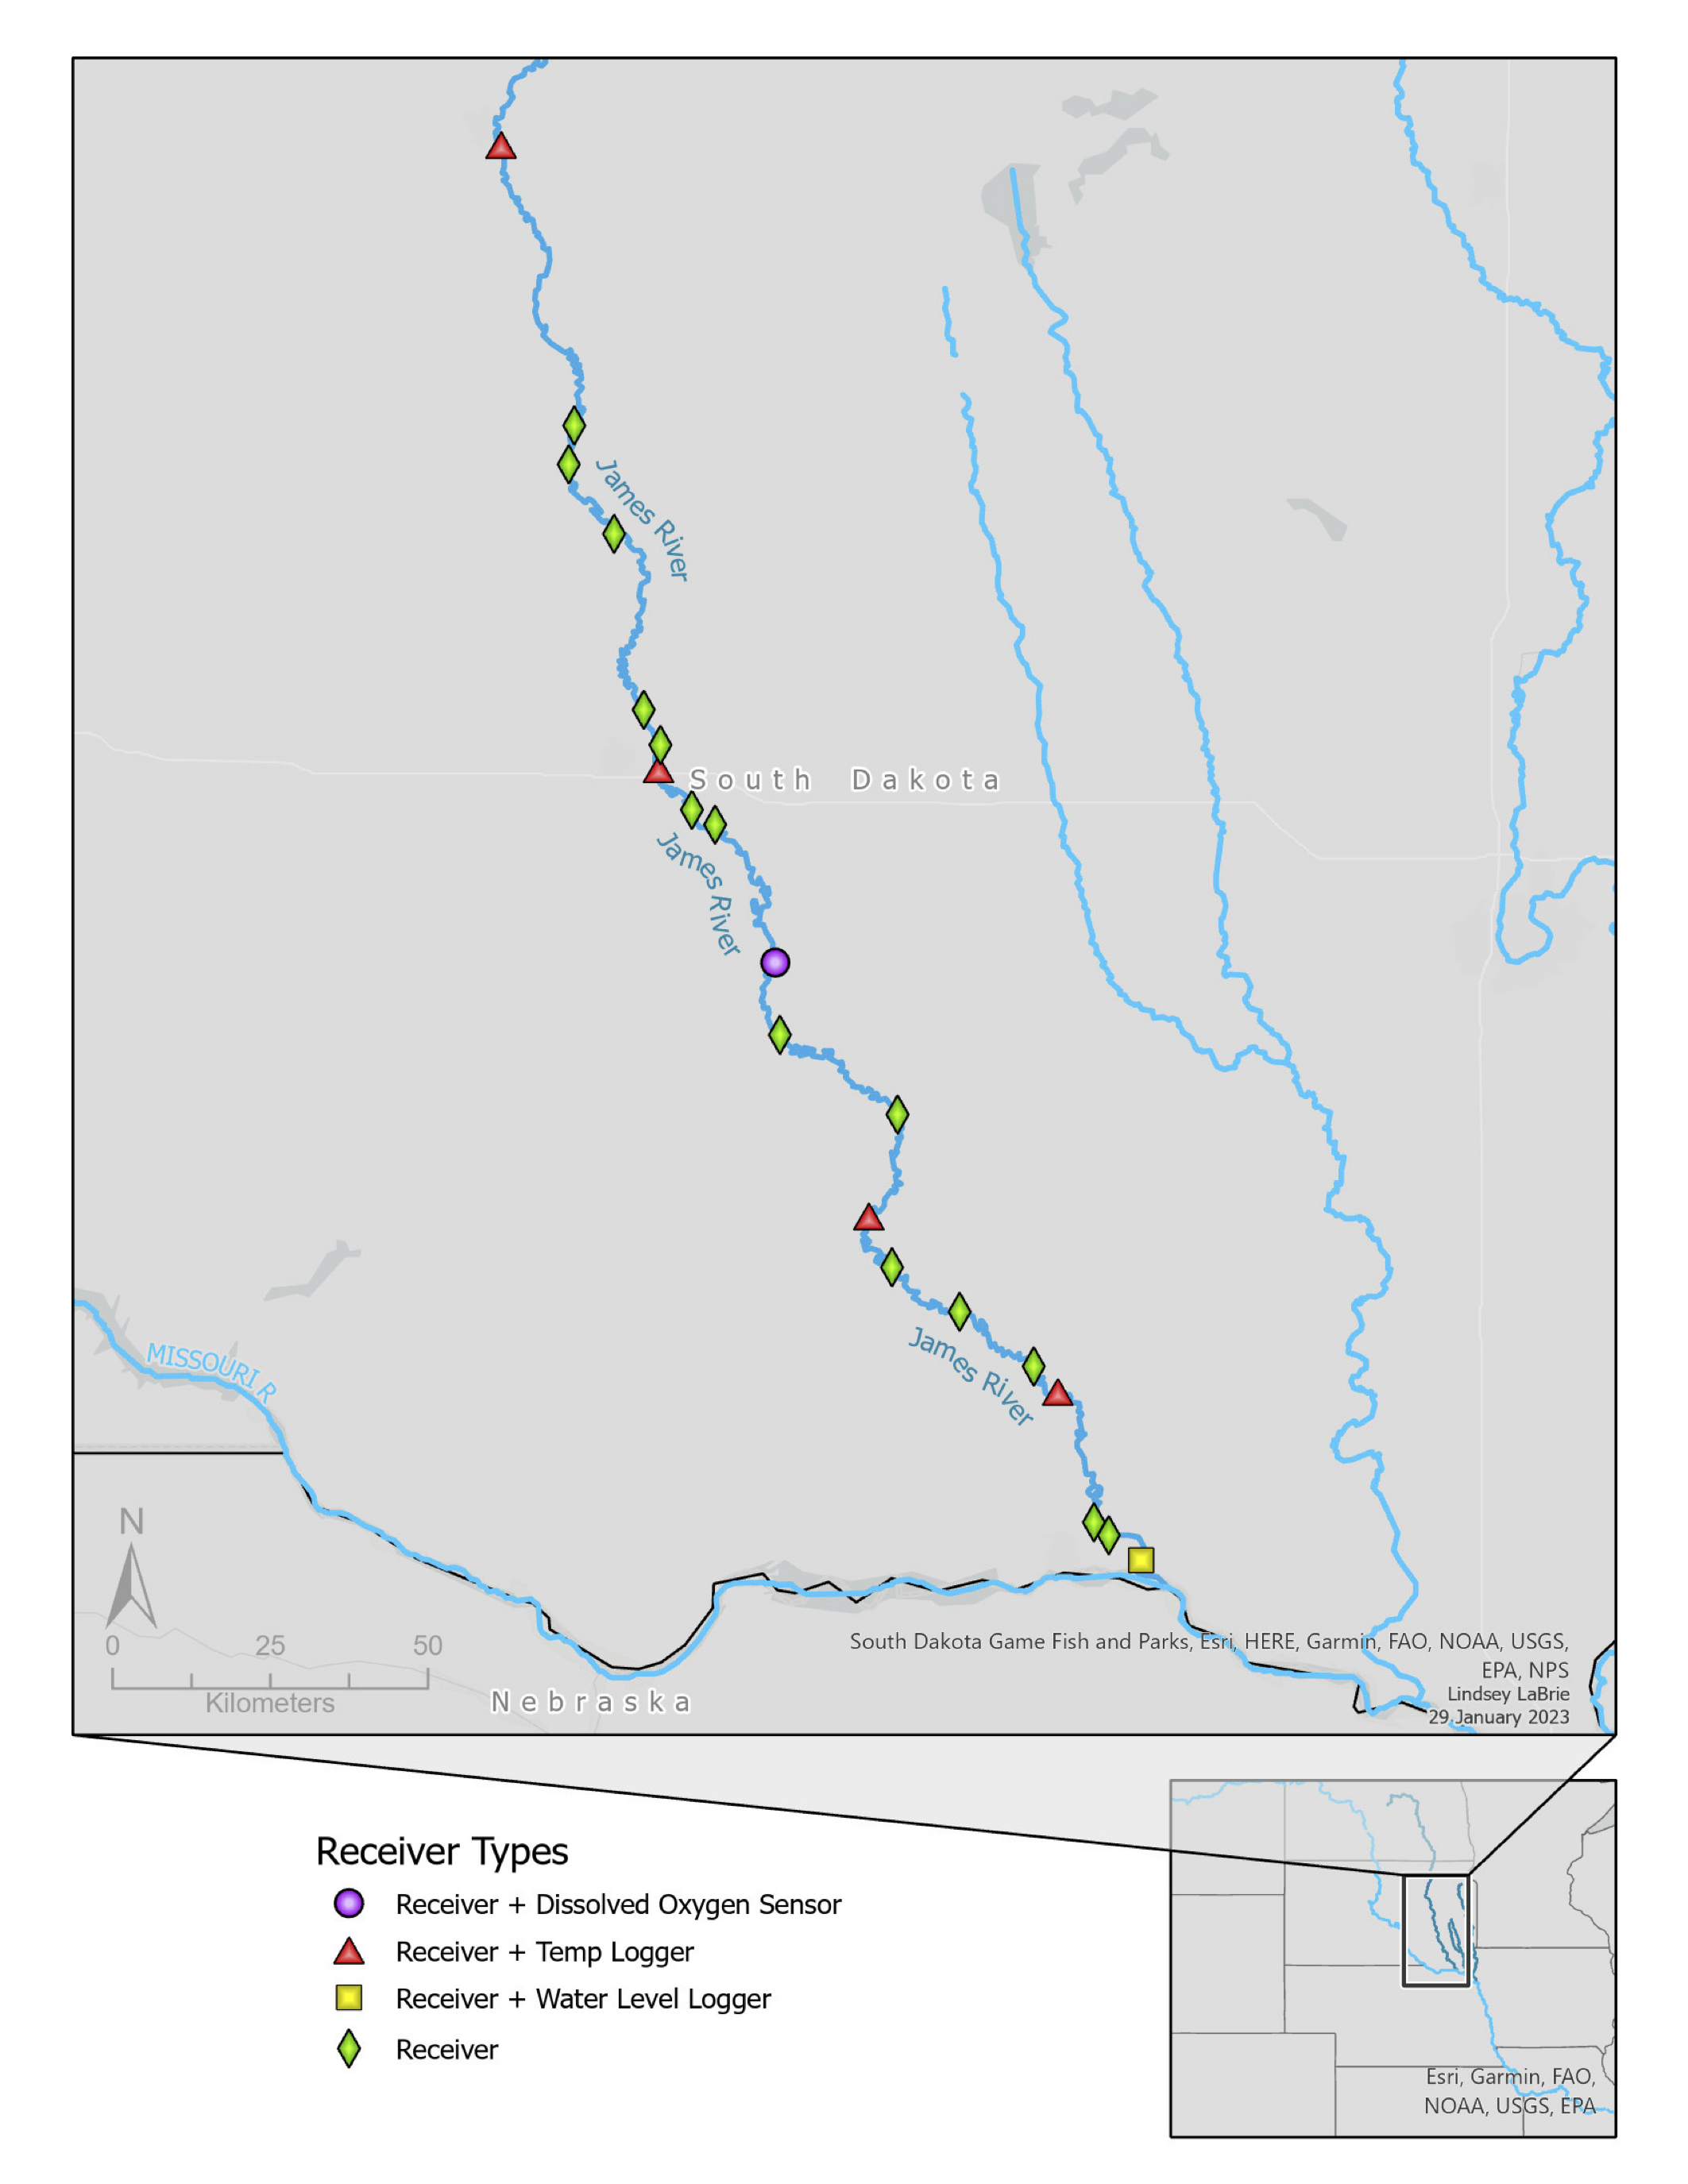 James River
South Dakota
James River
James River
MISSOURI R
N
0 25 50
Kilometers
Nebraska
South Dakota Game Fish and Parks, Esri, HERE, Garmin, FAO, NOAA, USGS,
EPA, NPS
Lindsey LaBrie
29 January 2023
Receiver Types
Receiver + Dissolved Oxygen Sensor
Receiver + Temp Logger
Receiver + Water Level Logger
Receiver
Esri, Garmin, FAO,
NOAA, USGS, EPA